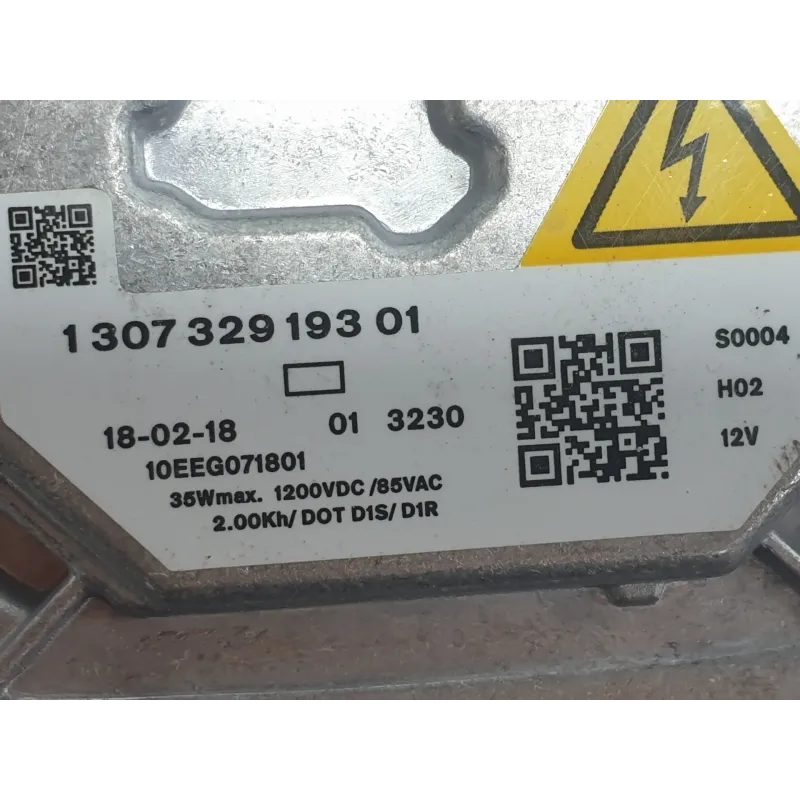 1 307 329 193 01
18-02-18 01 3230
10EEG071801
35Wmax. 1200VDC /85VAC
2.00Kh/ DOT D1S/ D1R
S0004
H02
12V